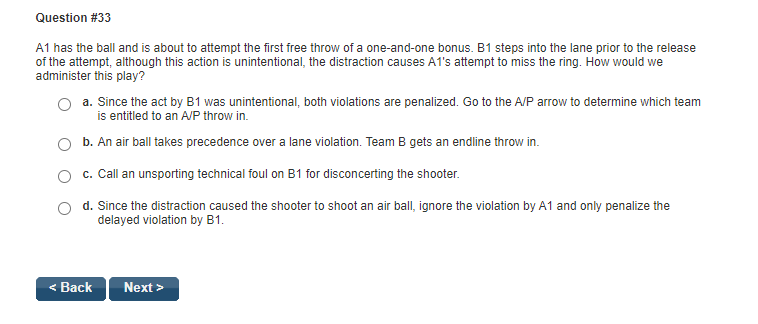 Question #33
A1 has the ball and is about to attempt the first free throw of a one-and-one bonus. B1 steps into the lane prior to the release
of the attempt, although this action is unintentional, the distraction causes A1's attempt to miss the ring. How would we
administer this play?
a. Since the act by B1 was unintentional, both violations are penalized. Go to the A/P arrow to determine which team
is entitled to an A/P throw in.
b. An air ball takes precedence over a lane violation. Team B gets an endline throw in.
c. Call an unsporting technical foul on B1 for disconcerting the shooter.
d. Since the distraction caused the shooter to shoot an air ball, ignore the violation by A1 and only penalize the
delayed violation by B1.
< Back
Next >